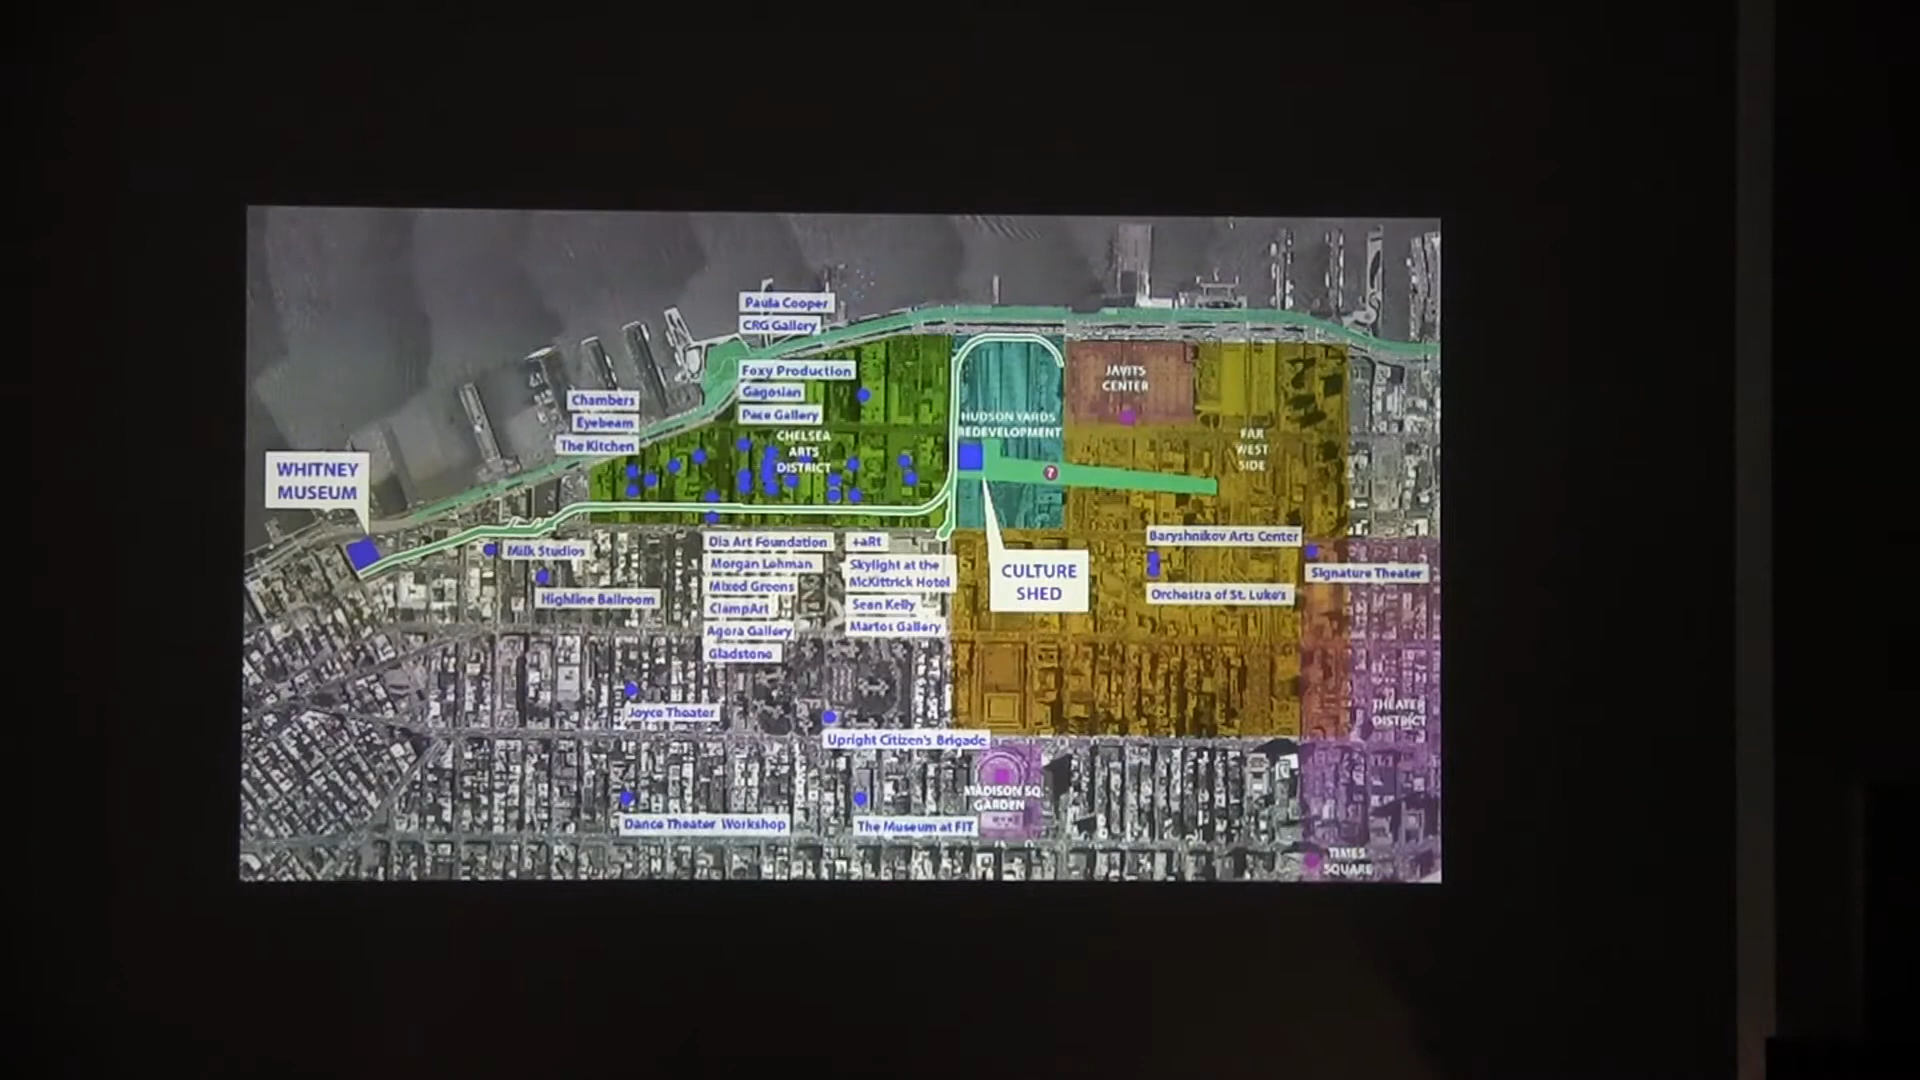 Paula Cooper
CRG Gallery
Foxy Production
Gagosian
Pace Gallery
Chambers
Eyebeam
The Kitchen
CHELSEA
ARTS
DISTRICT
WHITNEY
MUSEUM
HUDSON YARDS
REDEVELOPMENT
7
JAVITS
CENTER
FAR
WEST
SIDE
CULTURE
SHED
Milk Studios
Highline Ballroom
Dia Art Foundation
Morgan Lehman
Mixed Greens
ClampArt
Agora Gallery
Gladstone
+aRt
Skylight at the
McKittrick Hotel
Sean Kelly
Martos Gallery
Baryshnikov Arts Center
Orchestra of St. Luke's
Signature Theater
Joyce Theater
Upright Citizen's Brigade
Dance Theater Workshop
The Museum at FIT
MADISON SQ.
GARDEN
THEATER
DISTRICT
TIMES
SQUARE